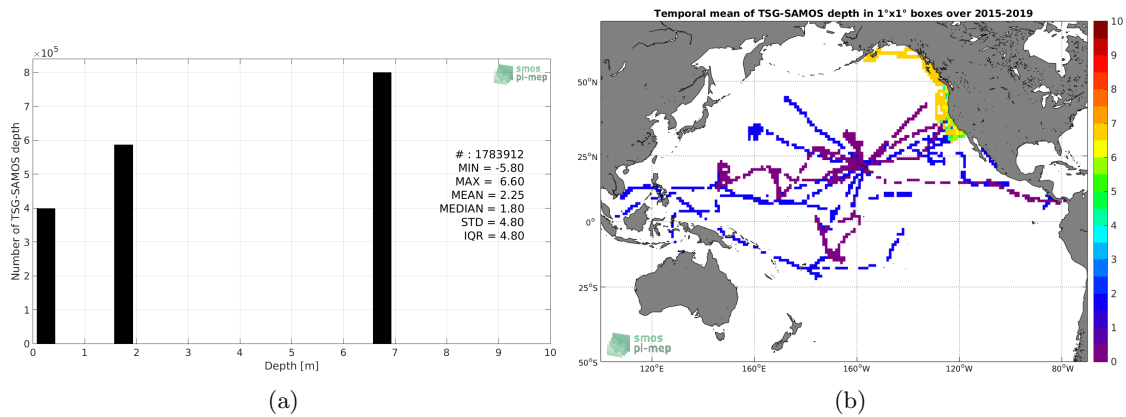 ×10⁵
8
7
6
5
4
3
2
1
0
Number of TSG-SAMOS depth
0 1 2 3 4 5 6 7 8 9 10
Depth [m]
smos
pi-mep
# : 1783912
MIN = -5.80
MAX = 6.60
MEAN = 2.25
MEDIAN = 1.80
STD = 4.80
IQR = 4.80
(a)
Temporal mean of TSG-SAMOS depth in 1°x1° boxes over 2015-2019
50°N
25°N
0°
25°S
50°S
120°E 160°E 160°W 120°W 80°W
smos
pi-mep
10
9
8
7
6
5
4
3
2
1
0
(b)